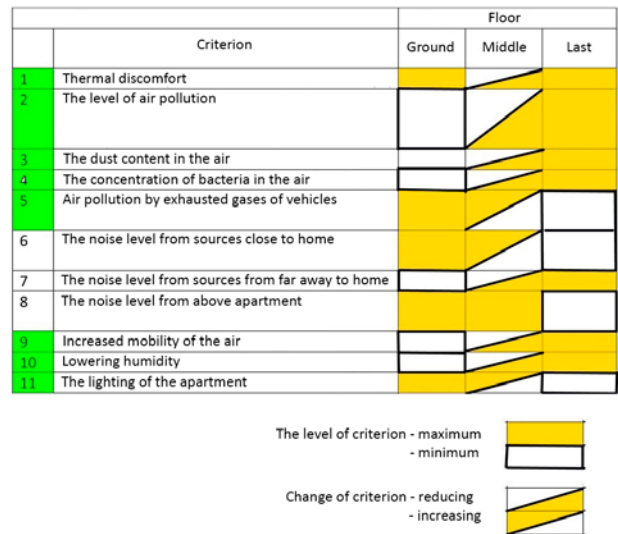 Floor
Criterion Ground Middle Last
1 Thermal discomfort
2 The level of air pollution
3 The dust content in the air
4 The concentration of bacteria in the air
5 Air pollution by exhausted gases of vehicles
6 The noise level from sources close to home
7 The noise level from sources from far away to home
8 The noise level from above apartment
9 Increased mobility of the air
10 Lowering humidity
11 The lighting of the apartment
The level of criterion - maximum
- minimum
Change of criterion - reducing
- increasing